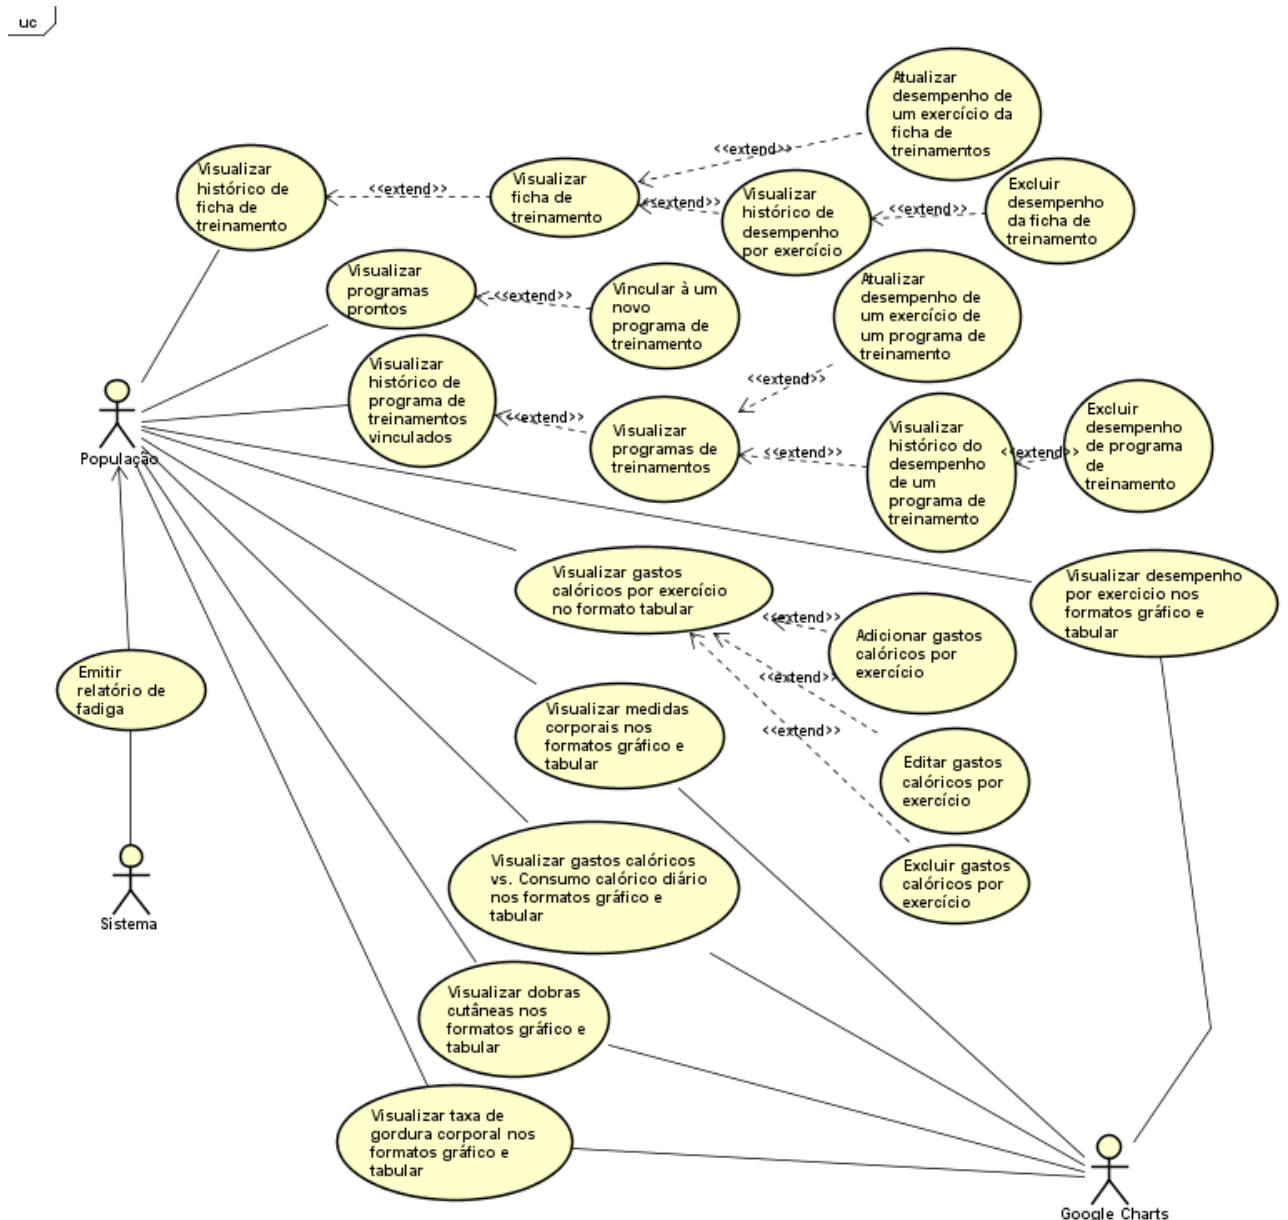 uc
Atualizar
desempenho de
um exercício da
ficha de
treinamentos
<<extend>>
Visualizar
histórico de
ficha de
treinamento
<<extend>>
Visualizar
ficha de
treinamento
<<extend>>
Visualizar
histórico de
desempenho
por exercício
<<extend>>
Excluir
desempenho
da ficha de
treinamento
Visualizar
programas
prontos
<<extend>>
Vincular à um
novo
programa de
treinamento
Atualizar
desempenho de
um exercício de
um programa de
treinamento
<<extend>>
Visualizar
histórico de
programa de
treinamentos
vinculados
<<extend>>
Visualizar
programas de
treinamentos
<<extend>>
Visualizar
histórico do
desempenho
de um
programa de
treinamento
<<extend>>
Excluir
desempenho
de programa
de
treinamento
População
Visualizar gastos
calóricos por exercício
no formato tabular
Visualizar desempenho
por exercicio nos
formatos gráfico e
tabular
<<extend>>
Adicionar gastos
calóricos por
exercício
<<extend>>
Emitir
relatório de
fadiga
Visualizar medidas
corporais nos
formatos gráfico e
tabular
<<extend>>
Editar gastos
calóricos por
exercício
Visualizar gastos calóricos
vs. Consumo calórico diário
nos formatos gráfico e
tabular
Excluir gastos
calóricos por
exercício
Sistema
Visualizar dobras
cutâneas nos
formatos gráfico e
tabular
Visualizar taxa de
gordura corporal nos
formatos gráfico e
tabular
Google Charts